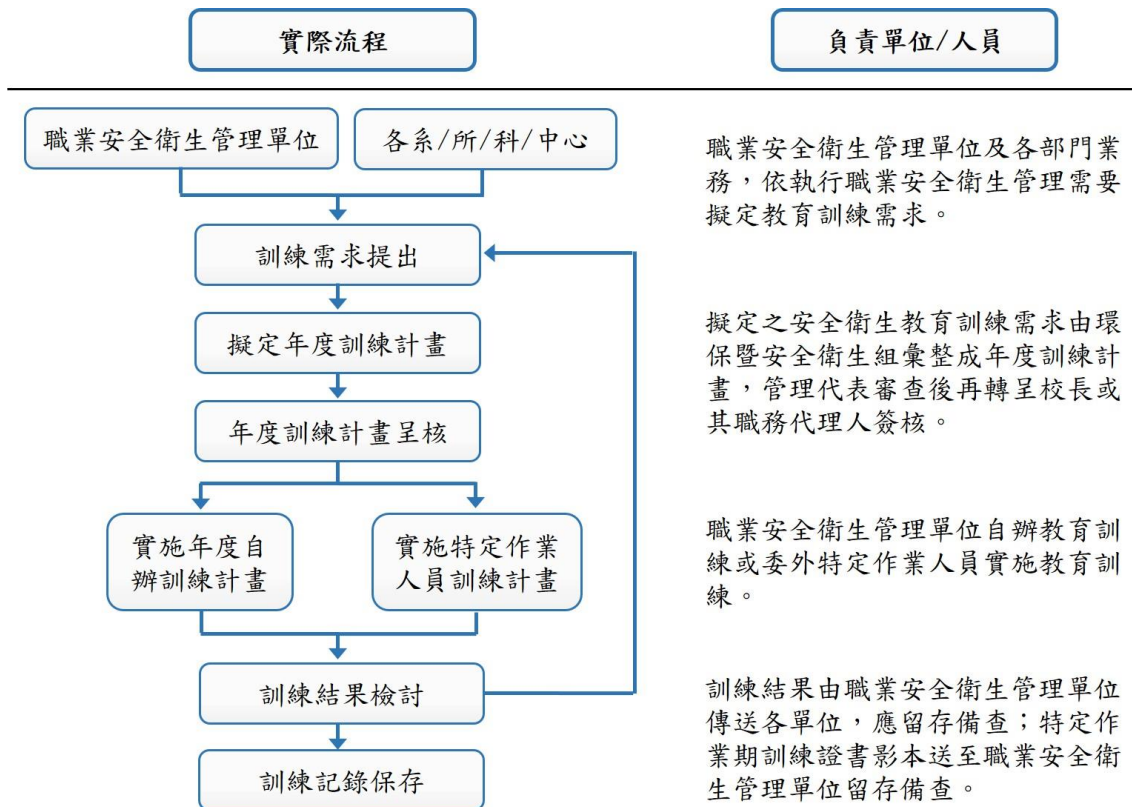 實際流程
負責單位/人員
職業安全衛生管理單位
各系/所/科/中心
職業安全衛生管理單位及各部門業
務，依執行職業安全衛生管理需要
擬定教育訓練需求。
訓練需求提出
擬定年度訓練計畫
擬定之安全衛生教育訓練需求由環
保暨安全衛生組彙整成年度訓練計
畫，管理代表審查後再轉呈校長或
其職務代理人簽核。
年度訓練計畫呈核
實施年度自
辦訓練計畫
實施特定作業
人員訓練計畫
職業安全衛生管理單位自辦教育訓
練或委外特定作業人員實施教育訓
練。
訓練結果檢討
訓練記錄保存
訓練結果由職業安全衛生管理單位
傳送各單位，應留存備查；特定作
業期訓練證書影本送至職業安全衛
生管理單位留存備查。